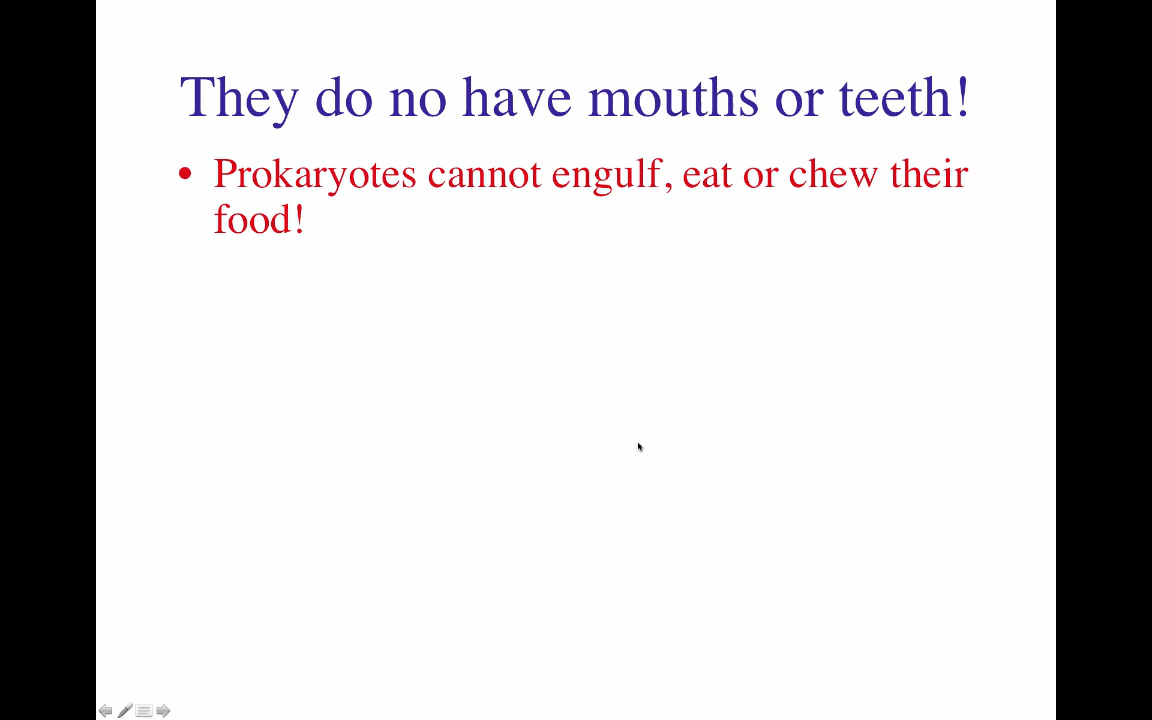 They do no have mouths or teeth!
• Prokaryotes cannot engulf, eat or chew their
food!